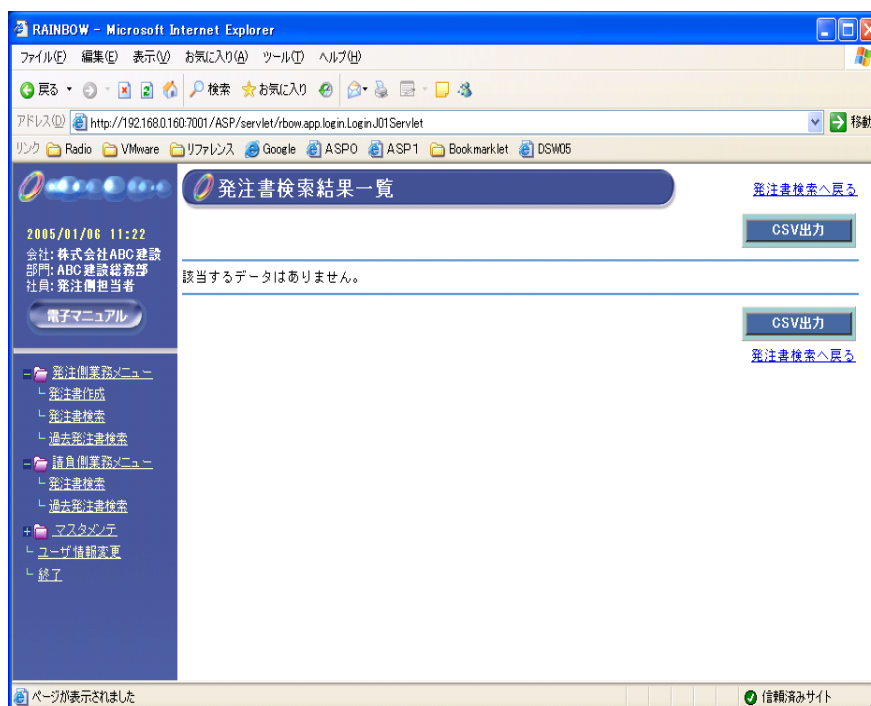 RAINBOW - Microsoft Internet Explorer
ファイル(F) 編集(E) 表示(V) お気に入り(A) ツール(T) ヘルプ(H)
戻る 検索 お気に入り
アドレス(D) http://192.168.0.160:7001/ASP/servlet/rbow.app.login.LoginJ01Servlet 移動
リンク Radio VMware リファレンス Google ASP0 ASP1 Bookmarklet DSW05
発注書検索結果一覧
発注書検索へ戻る
CSV出力
2005/01/06 11:22
会社:株式会社ABC建設
部門:ABC建設総務部
社員:発注側担当者
電子マニュアル
該当するデータはありません。
CSV出力
発注書検索へ戻る
発注側業務メニュー
発注書作成
発注書検索
過去発注書検索
請負側業務メニュー
発注書検索
過去発注書検索
マスタメンテ
ユーザ情報変更
終了
ページが表示されました 信頼済みサイト